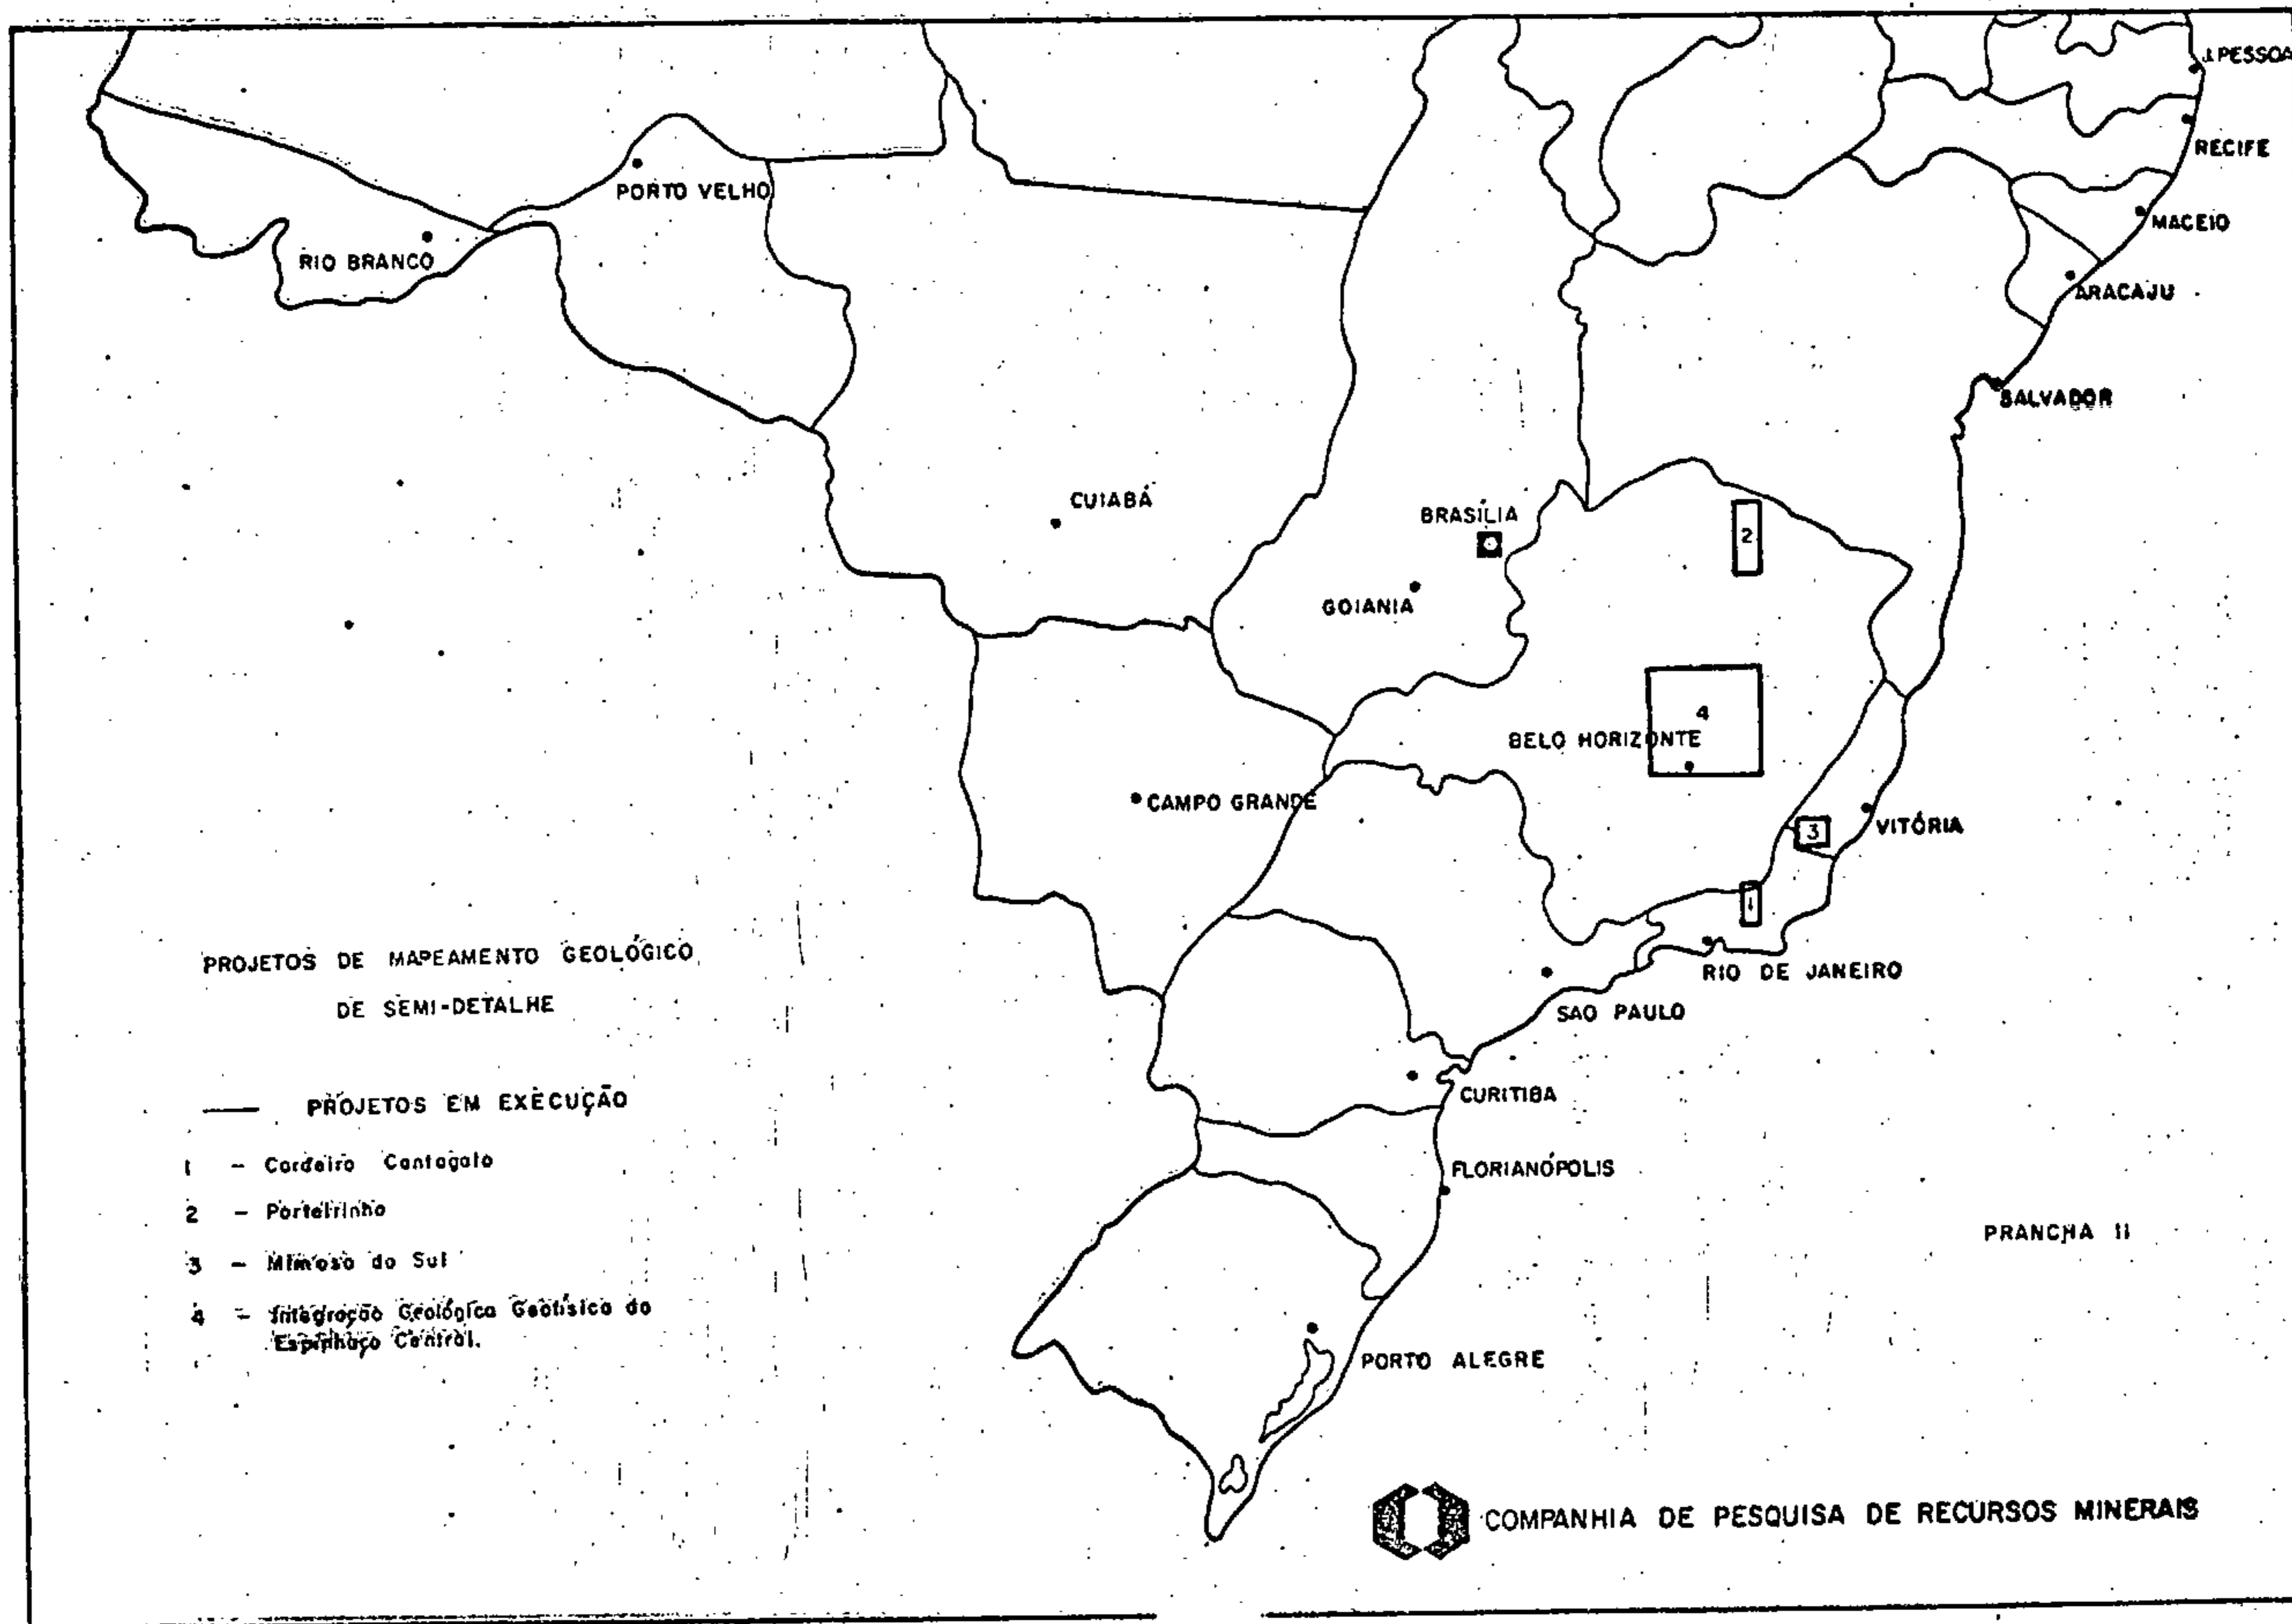 J. PESSOA
RECIFE
PORTO VELHO
MACEIO
RIO BRANCO
ARACAJU
SALVADOR
CUIABÁ
BRASÍLIA
2
GOIANIA
4
BELO HORIZONTE
CAMPO GRANDE
3
VITÓRIA
1
RIO DE JANEIRO
SAO PAULO
CURITIBA
FLORIANÓPOLIS
PORTO ALEGRE
PROJETOS DE MAPEAMENTO GEOLÓGICO
DE SEMI-DETALHE
PROJETOS EM EXECUÇÃO
1 - Cordeiro Cantagalo
2 - Porteirinho
3 - Mimoso do Sul
4 - Integração Geológica Geofísica do
Espinhaço Central.
PRANCHA II
COMPANHIA DE PESQUISA DE RECURSOS MINERAIS